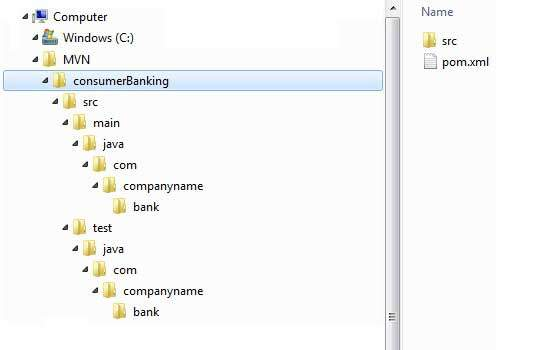 Computer
Windows (C:)
MVN
consumerBanking
src
main
java
com
companyname
bank
test
java
com
companyname
bank
Name
src
pom.xml